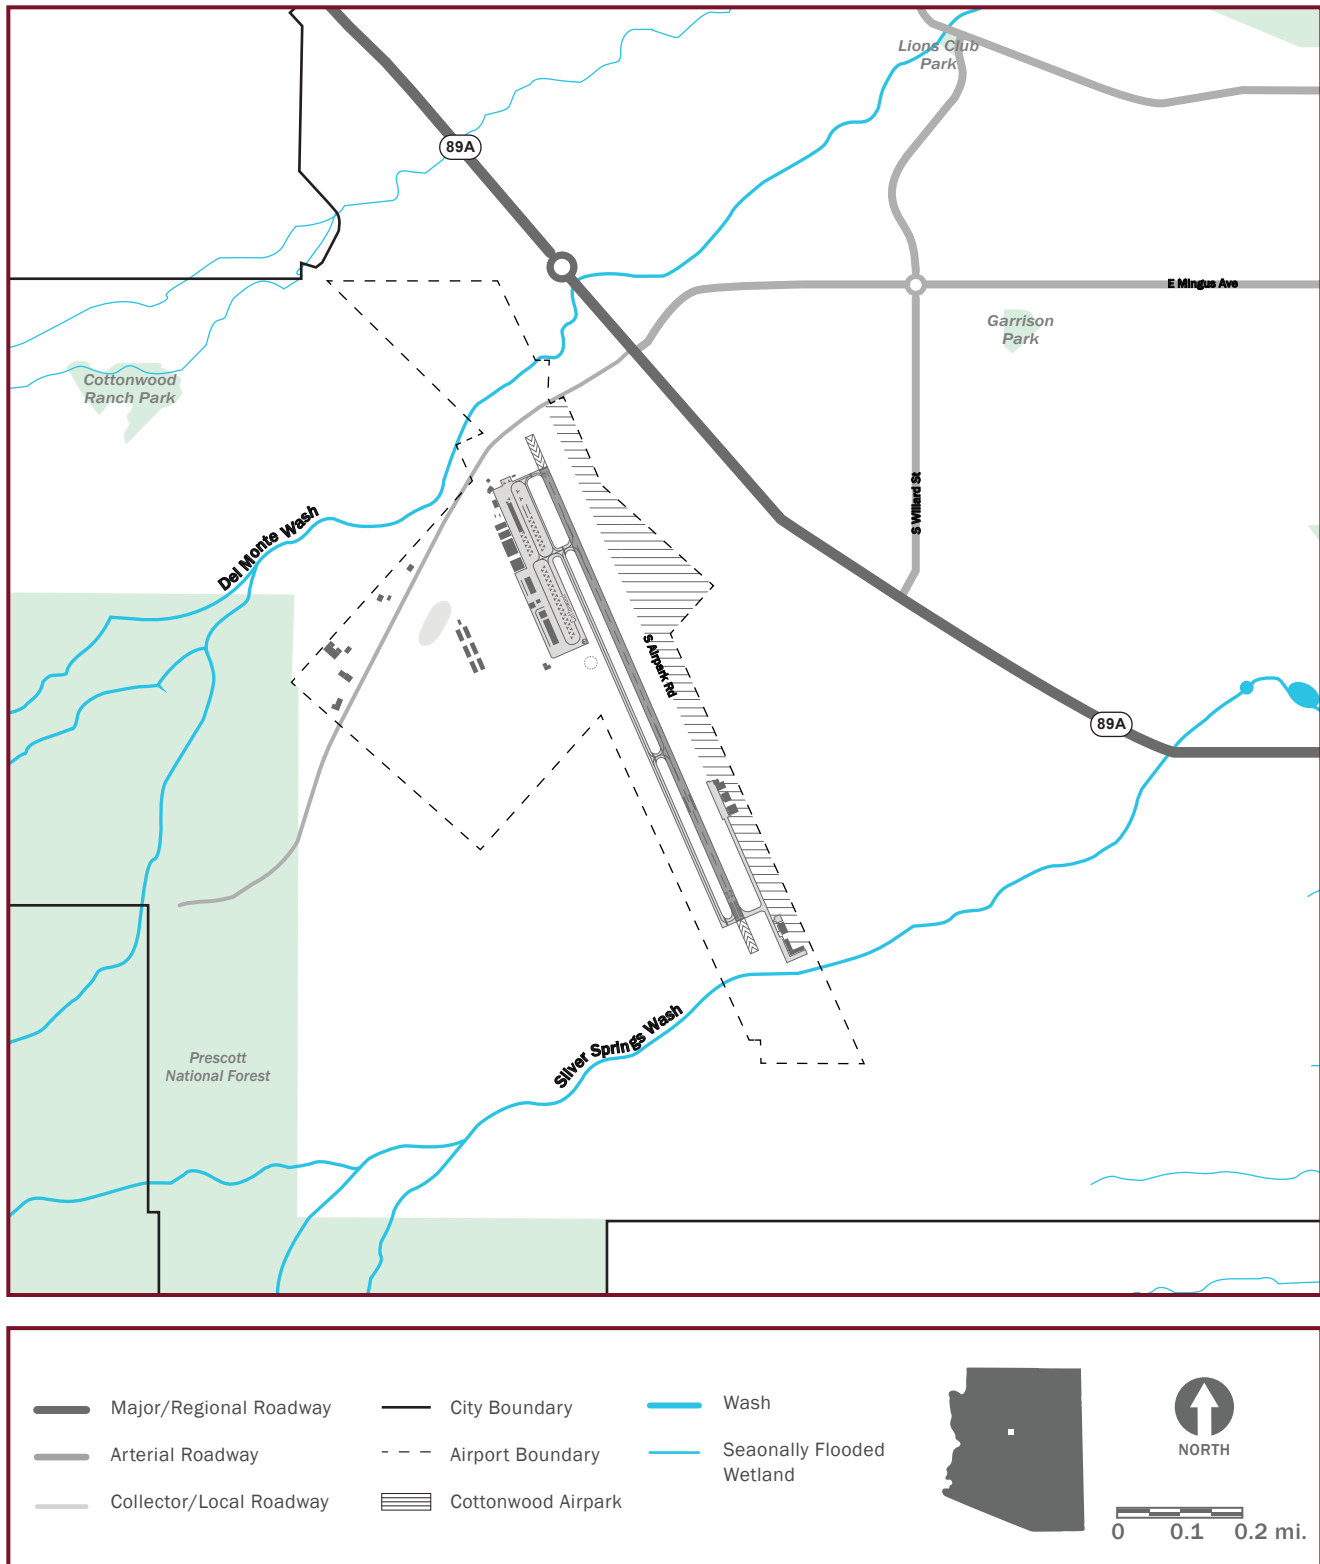 Lions Club
Park
89A
E Mingus Ave
Garrison
Park
Cottonwood
Ranch Park
S Willard St
Del Monte Wash
S Airpark Rd
89A
Silver Springs Wash
Prescott
National Forest
Major/Regional Roadway
Arterial Roadway
Collector/Local Roadway
City Boundary
Airport Boundary
Cottonwood Airpark
Wash
Seaonally Flooded
Wetland
NORTH
0 0.1 0.2 mi.